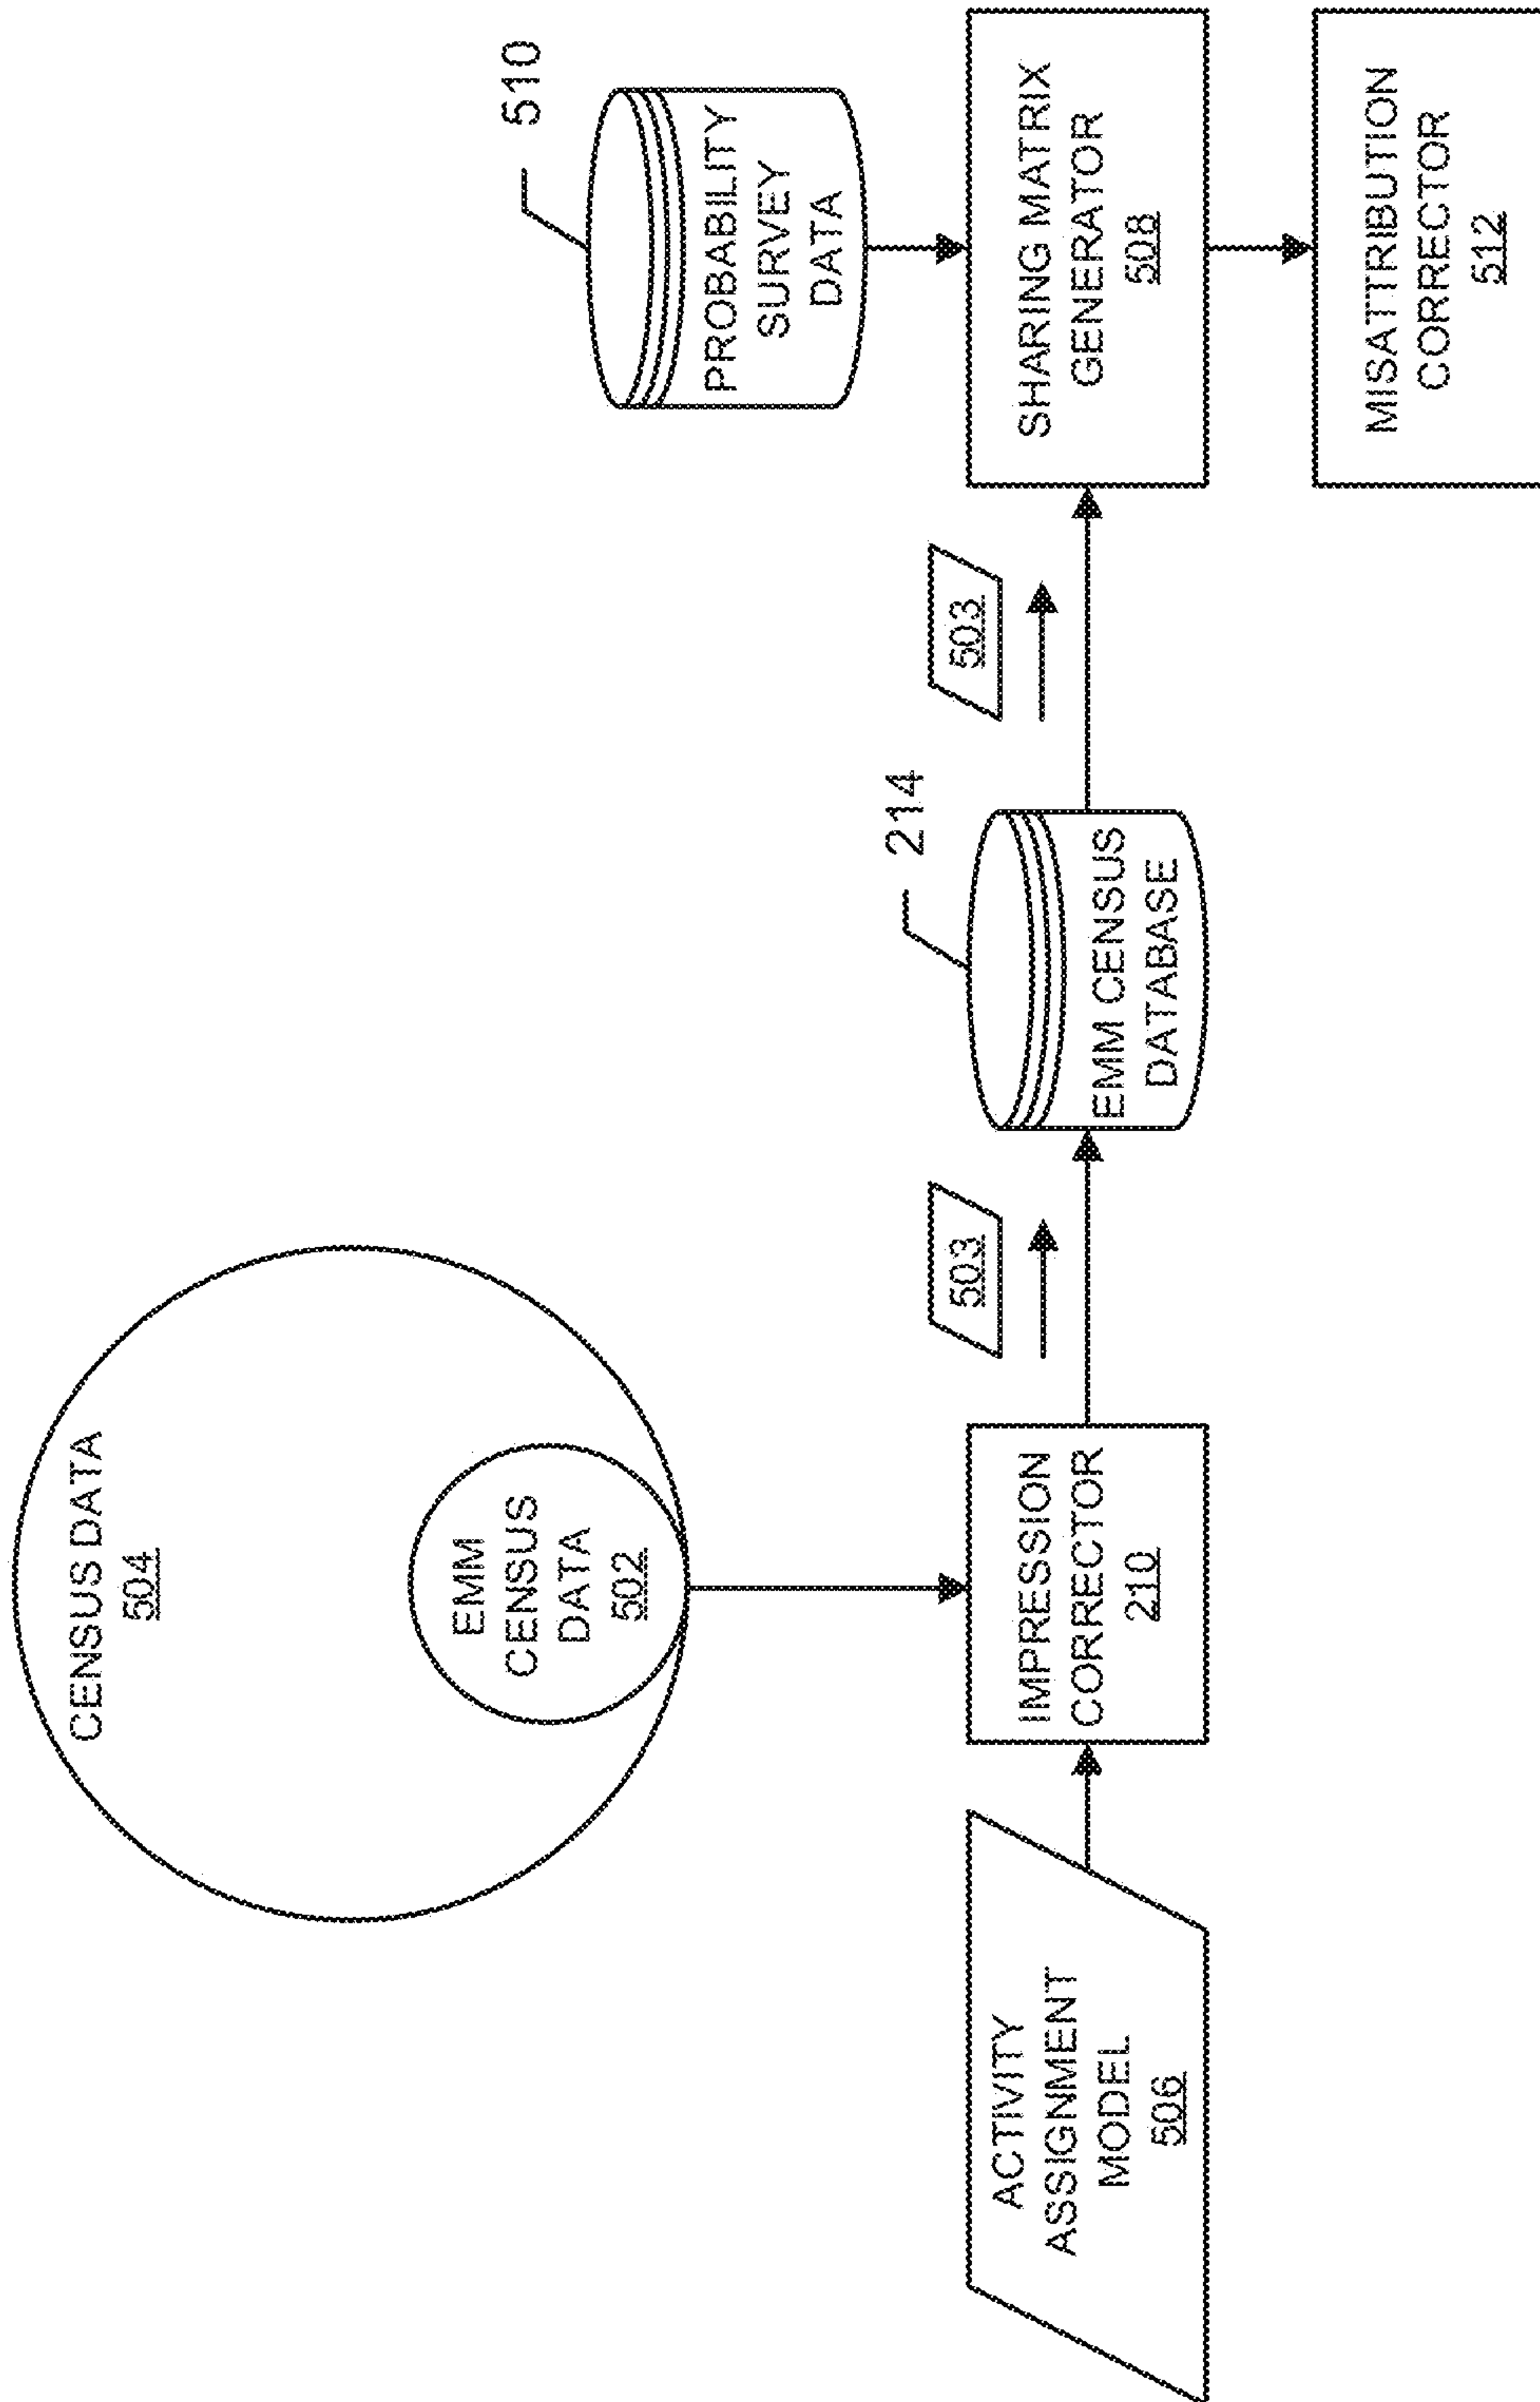 CENSUS DATA
504
EMM
CENSUS
DATA
502
ACTIVITY
ASSIGNMENT
MODEL
506
IMPRESSION
CORRECTOR
210
503
214
EMM CENSUS
DATABASE
503
510
PROBABILITY
SURVEY
DATA
SHARING MATRIX
GENERATOR
508
MISATTRIBUTION
CORRECTOR
512